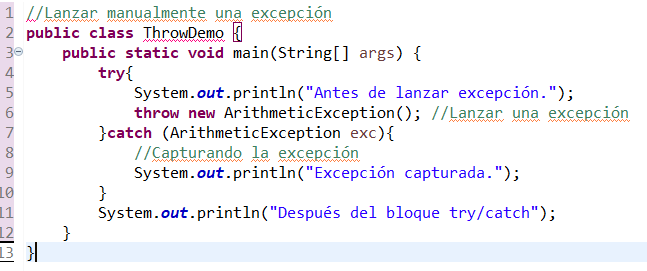 1 //Lanzar manualmente una excepción
2 public class ThrowDemo {
3 public static void main(String[] args) {
4 try{
5 System.out.println("Antes de lanzar excepción.");
6 throw new ArithmeticException(); //Lanzar una excepción
7 }catch (ArithmeticException exc){
8 //Capturando la excepción
9 System.out.println("Excepción capturada.");
10 }
11 System.out.println("Después del bloque try/catch");
12 }
13 }